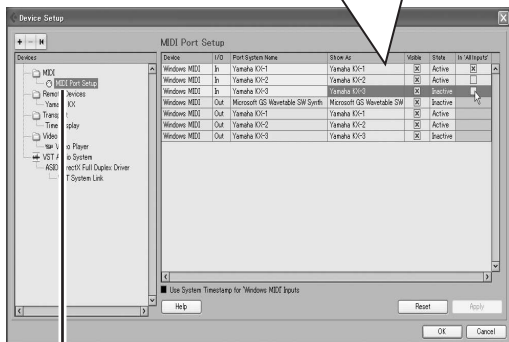 Device Setup
MIDI Port Setup
Devices
MIDI
MIDI Port Setup
Device I/O Port System Name Show As Visible State In 'All Inputs'
Windows MIDI In Yamaha KX-1 Yamaha KX-1 Active
Windows MIDI In Yamaha KX-2 Yamaha KX-2 Active
Windows MIDI In Yamaha KX-3 Yamaha KX-3 Inactive
Windows MIDI Out Microsoft GS Wavetable SW Synth Microsoft GS Wavetable SW Inactive
Windows MIDI Out Yamaha KX-1 Yamaha KX-1 Active
Windows MIDI Out Yamaha KX-2 Yamaha KX-2 Active
Windows MIDI Out Yamaha KX-3 Yamaha KX-3 Inactive
Devices
KX
Time
Video
Player
VST System
ASIO DirectX Full Duplex Driver
System Link
Use System Timestamp for 'Windows MIDI Inputs
Help Reset Apply
OK Cancel